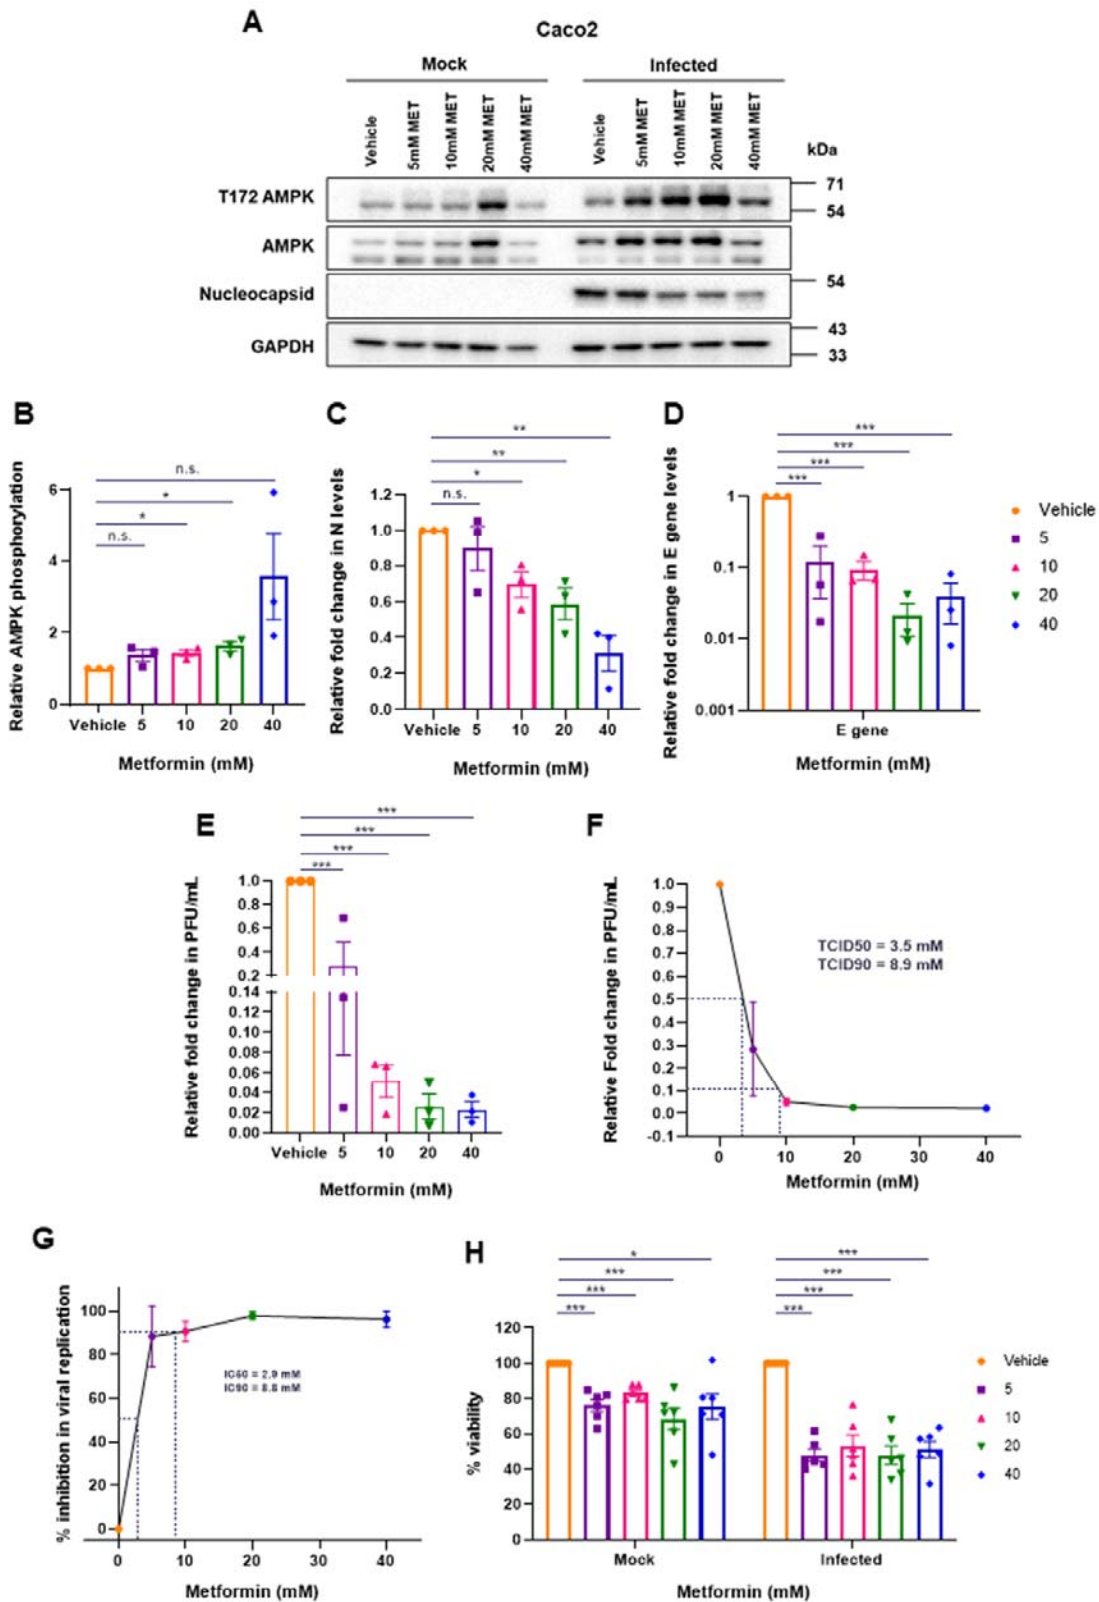 A
Caco2
Mock
Infected
Vehicle
5mM MET
10mM MET
20mM MET
40mM MET
Vehicle
5mM MET
10mM MET
20mM MET
40mM MET
kDa
T172 AMPK
71
54
AMPK
Nucleocapsid
54
GAPDH
43
33
B
Relative AMPK phosphorylation
n.s.
*
*
n.s.
6
4
2
0
Vehicle 5 10 20 40
Metformin (mM)
C
Relative fold change in N levels
**
**
*
n.s.
1.2
1.0
0.8
0.6
0.4
0.2
0.0
Vehicle 5 10 20 40
Metformin (mM)
D
Relative fold change in E gene levels
***
***
***
***
1
0.1
0.01
0.001
E gene
Metformin (mM)
Vehicle
5
10
20
40
E
Relative fold change in PFU/mL
***
***
***
***
1.0
0.8
0.6
0.4
0.2
0.14
0.12
0.10
0.08
0.06
0.04
0.02
0.00
Vehicle 5 10 20 40
Metformin (mM)
F
Relative Fold change in PFU/mL
1.0
0.9
0.8
0.7
0.6
0.5
0.4
0.3
0.2
0.1
0.0
-0.1
TCID50 = 3.5 mM
TCID90 = 8.9 mM
0 10 20 30 40
Metformin (mM)
G
% inhibition in viral replication
100
80
60
40
20
0
IC50 = 2.9 mM
IC90 = 8.8 mM
0 10 20 30 40
Metformin (mM)
H
% viability
*
***
***
***
***
***
***
***
120
100
80
60
40
20
0
Mock
Infected
Metformin (mM)
Vehicle
5
10
20
40